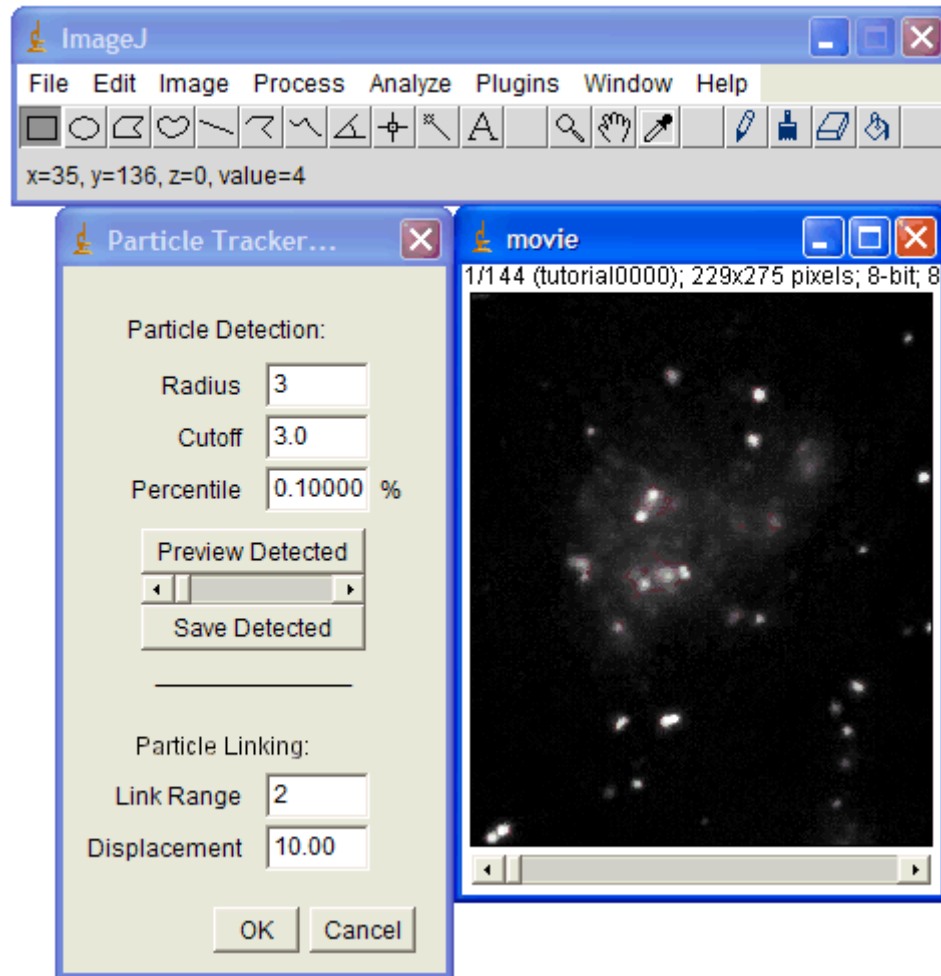 ImageJ
File Edit Image Process Analyze Plugins Window Help
A
x=35, y=136, z=0, value=4
Particle Tracker...
Particle Detection:
Radius 3
Cutoff 3.0
Percentile 0.10000 %
Preview Detected
Save Detected
Particle Linking:
Link Range 2
Displacement 10.00
OK Cancel
movie
1/144 (tutorial0000); 229x275 pixels; 8-bit; 8